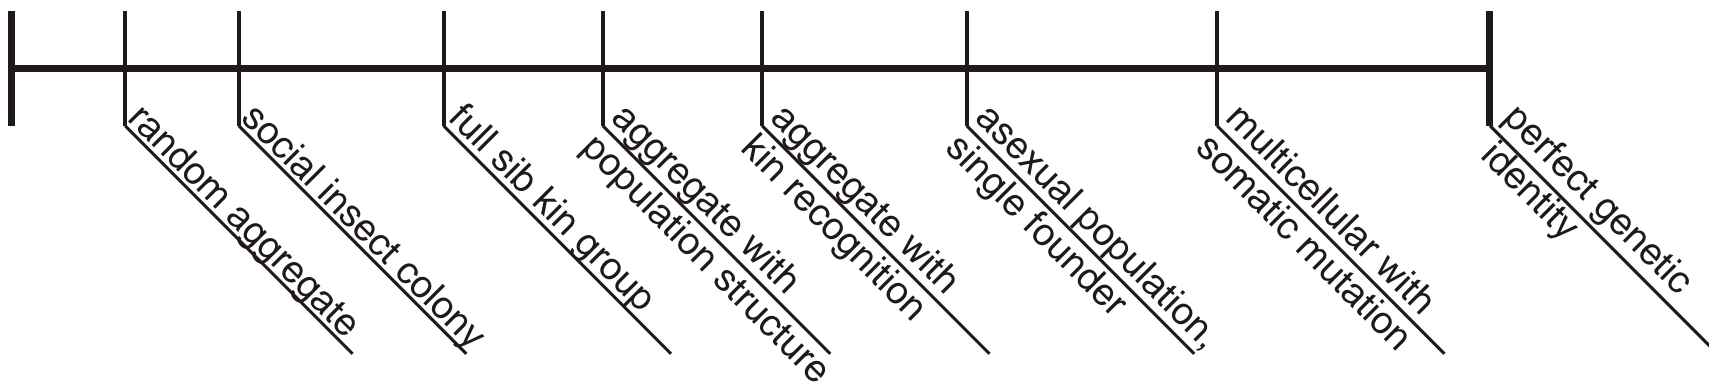 random aggregate
social insect colony
full sib kin group
aggregate with
population structure
aggregate with
kin recognition
asexual population,
single founder
multicellular with
somatic mutation
perfect genetic
identity